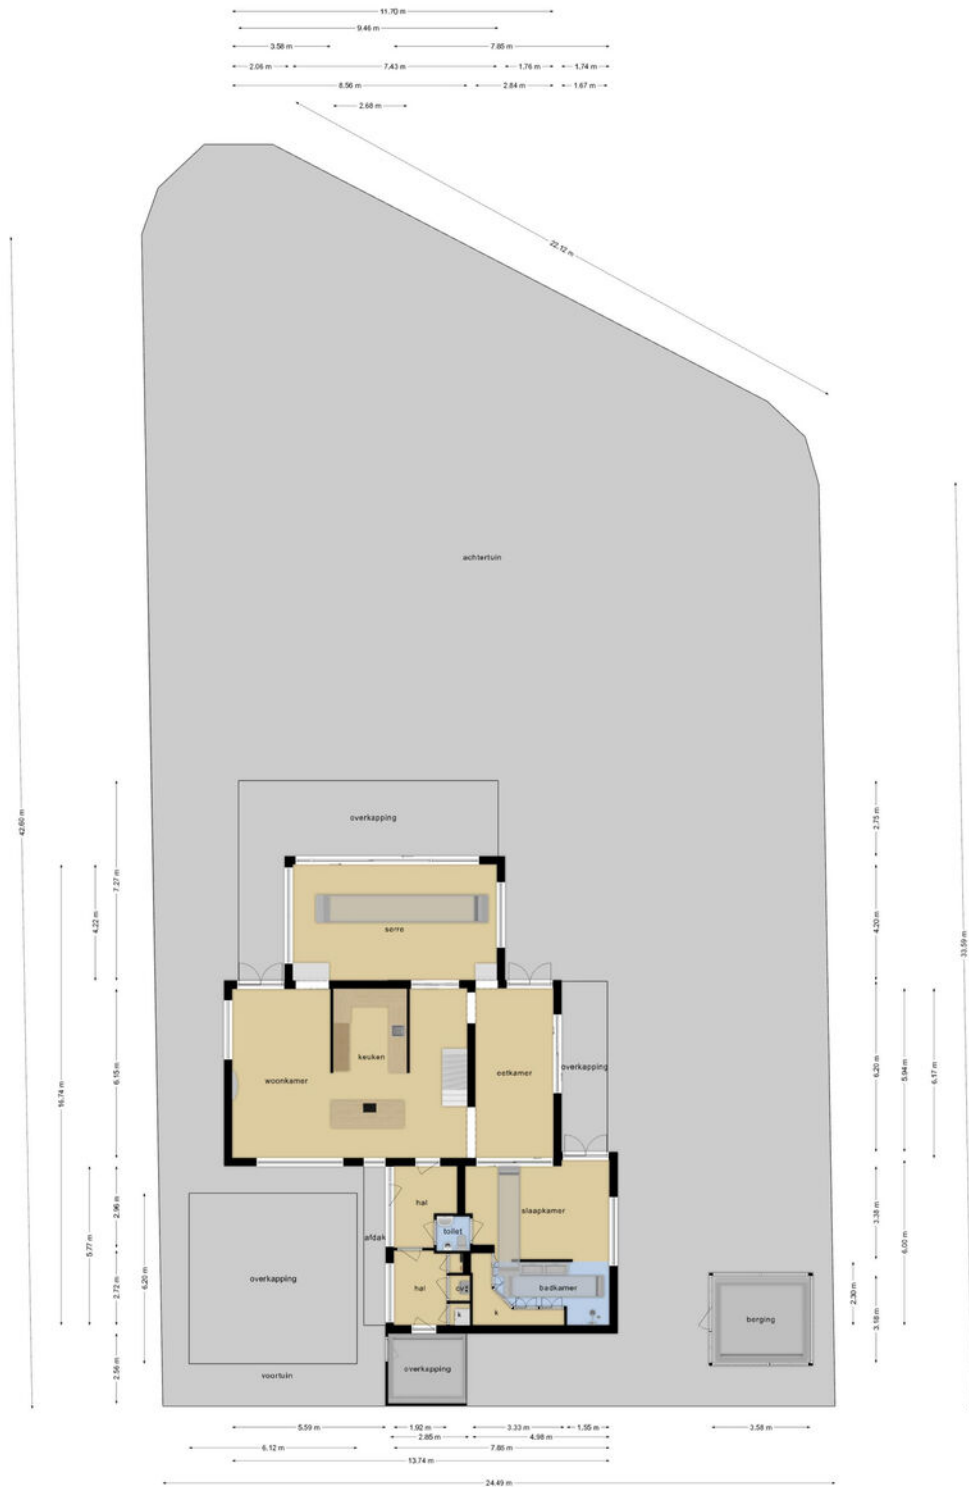 11.70 m
9.46 m
3.58 m
7.85 m
2.06 m
7.43 m
1.76 m
1.74 m
8.56 m
2.84 m
1.67 m
2.68 m
22.12 m
achtertuin
42.60 m
33.59 m
overkapping
7.27 m
2.75 m
4.22 m
4.20 m
serre
16.74 m
keuken
woonkamer
eetkamer
overkapping
6.15 m
6.20 m
5.94 m
6.17 m
hal
slaapkamer
toilet
afdak
2.96 m
3.38 m
5.77 m
6.00 m
overkapping
6.20 m
hal
cv
badkamer
k
k
2.72 m
2.30 m
3.18 m
berging
overkapping
voortuin
2.56 m
5.59 m
1.92 m
3.33 m
1.55 m
3.58 m
2.85 m
4.98 m
6.12 m
7.85 m
13.74 m
24.49 m